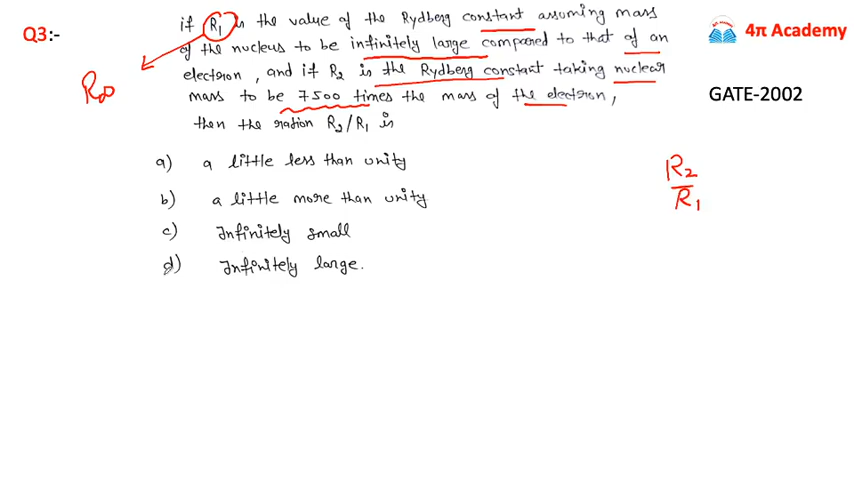 Q3:-
if R1 is the value of the Rydberg constant assuming mass
of the nucleus to be infinitely large compared to that of an
electron, and if R2 is the Rydberg constant taking nuclear
mass to be 7500 times the mass of the electron,
then the ration R2/R1 is
a) a little less than unity
b) a little more than unity
c) Infinitely small
d) Infinitely large.
R∞
4π Academy
GATE-2002
R2
R1